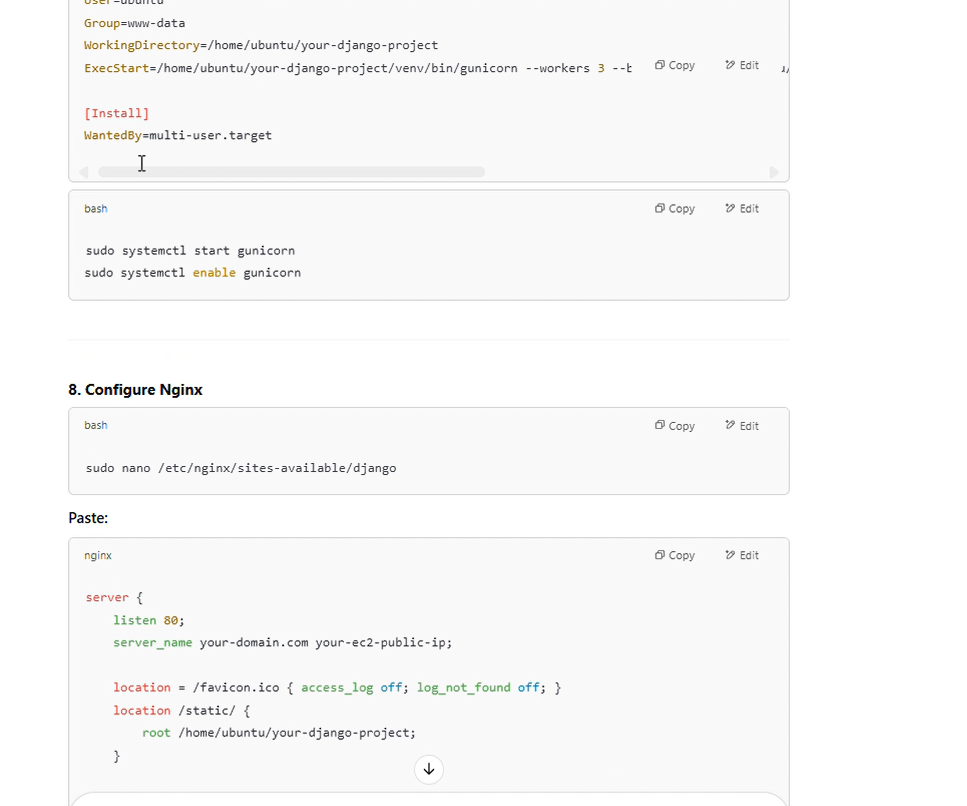 User=ubuntu
Group=www-data
WorkingDirectory=/home/ubuntu/your-django-project
ExecStart=/home/ubuntu/your-django-project/venv/bin/gunicorn --workers 3 --b
Copy Edit
[Install]
WantedBy=multi-user.target
bash Copy Edit
sudo systemctl start gunicorn
sudo systemctl enable gunicorn
8. Configure Nginx
bash Copy Edit
sudo nano /etc/nginx/sites-available/django
Paste:
nginx Copy Edit
server {
    listen 80;
    server_name your-domain.com your-ec2-public-ip;
    location = /favicon.ico { access_log off; log_not_found off; }
    location /static/ {
        root /home/ubuntu/your-django-project;
    }